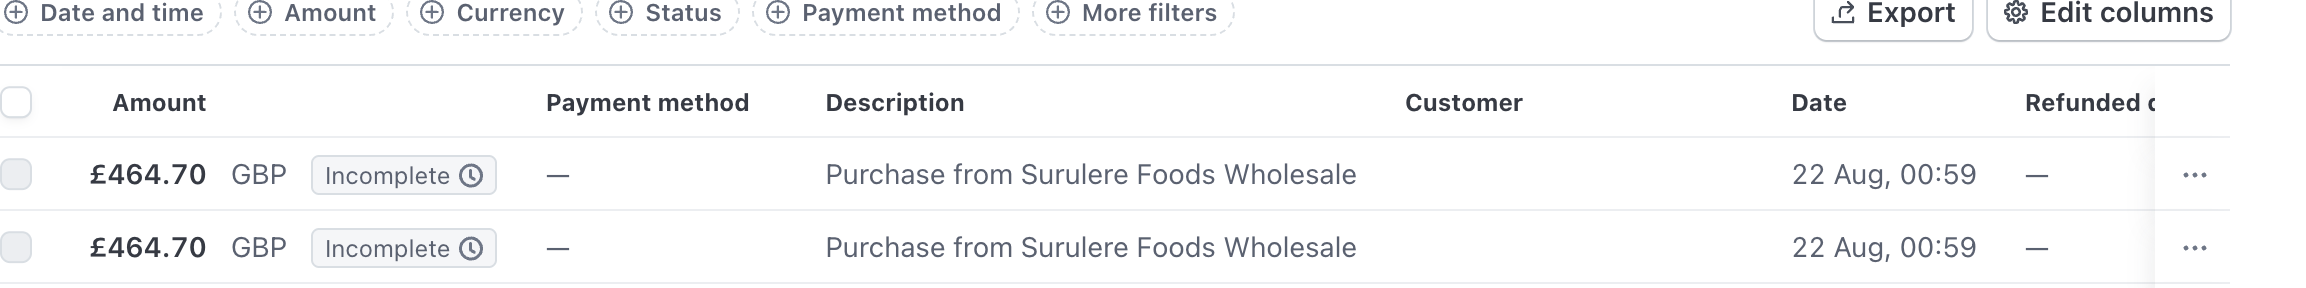 Date and time Amount Currency Status Payment method More filters Export Edit columns
Amount Payment method Description Customer Date Refunded
£464.70 GBP Incomplete — Purchase from Surulere Foods Wholesale 22 Aug, 00:59 — ···
£464.70 GBP Incomplete — Purchase from Surulere Foods Wholesale 22 Aug, 00:59 — ···